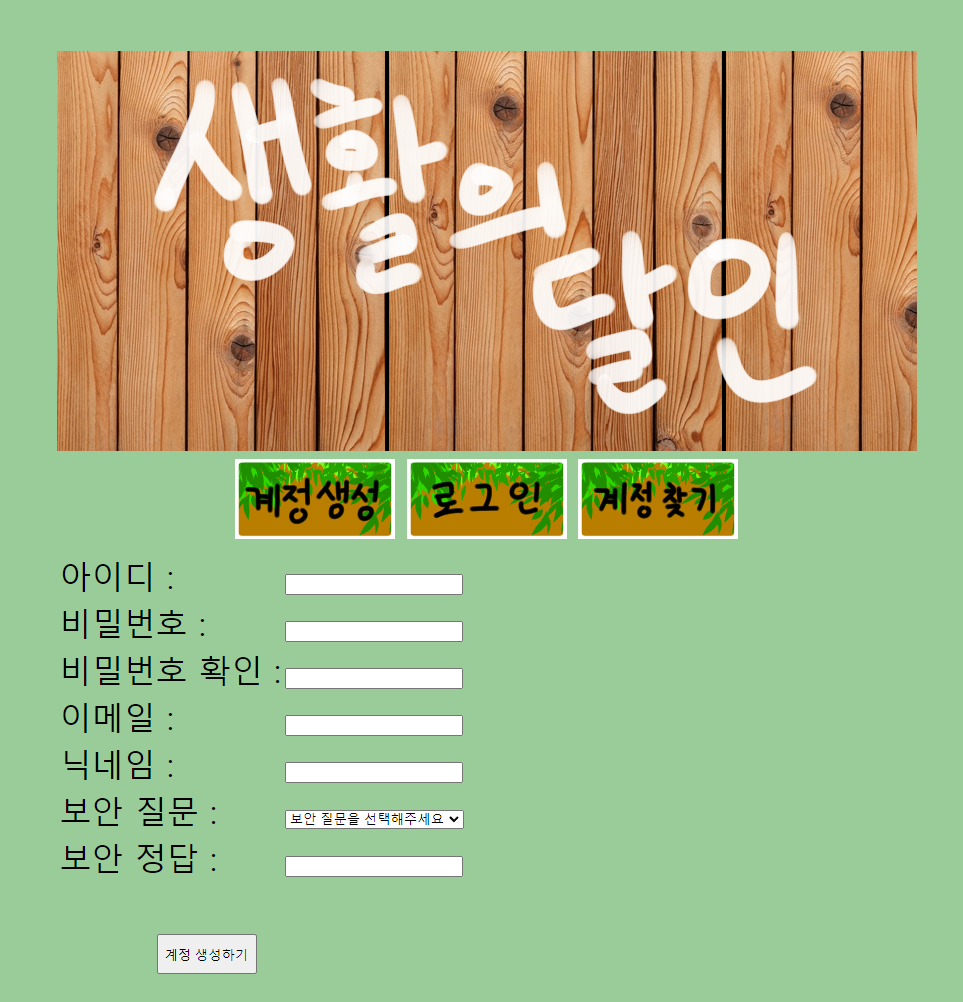 생활의
달인
계정생성 로그인 계정찾기
아이디 :
비밀번호 :
비밀번호 확인 :
이메일 :
닉네임 :
보안 질문 : 보안 질문을 선택해주세요
보안 정답 :
계정 생성하기